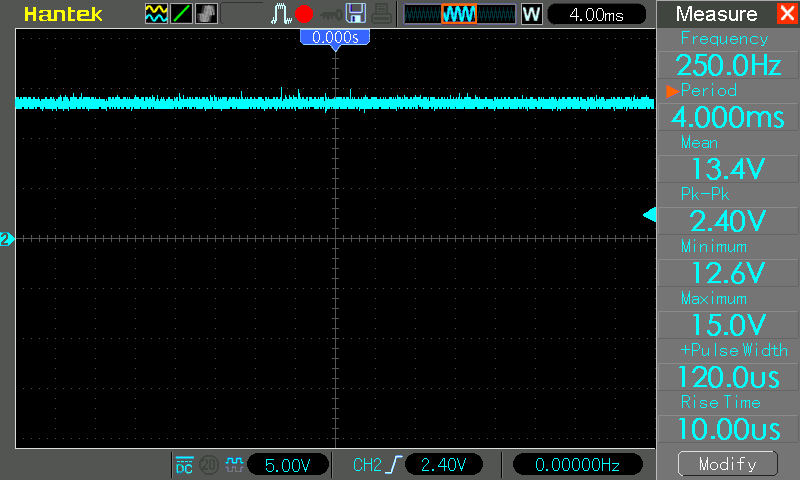 Hantek
W
4.00ms
Measure
0.000s
Frequency
250.0Hz
Period
4.000ms
Mean
13.4V
Pk-Pk
2.40V
Minimum
12.6V
Maximum
15.0V
+Pulse Width
120.0us
Rise Time
10.00us
2
DC
20
5.00V
CH2
2.40V
0.00000Hz
Modify